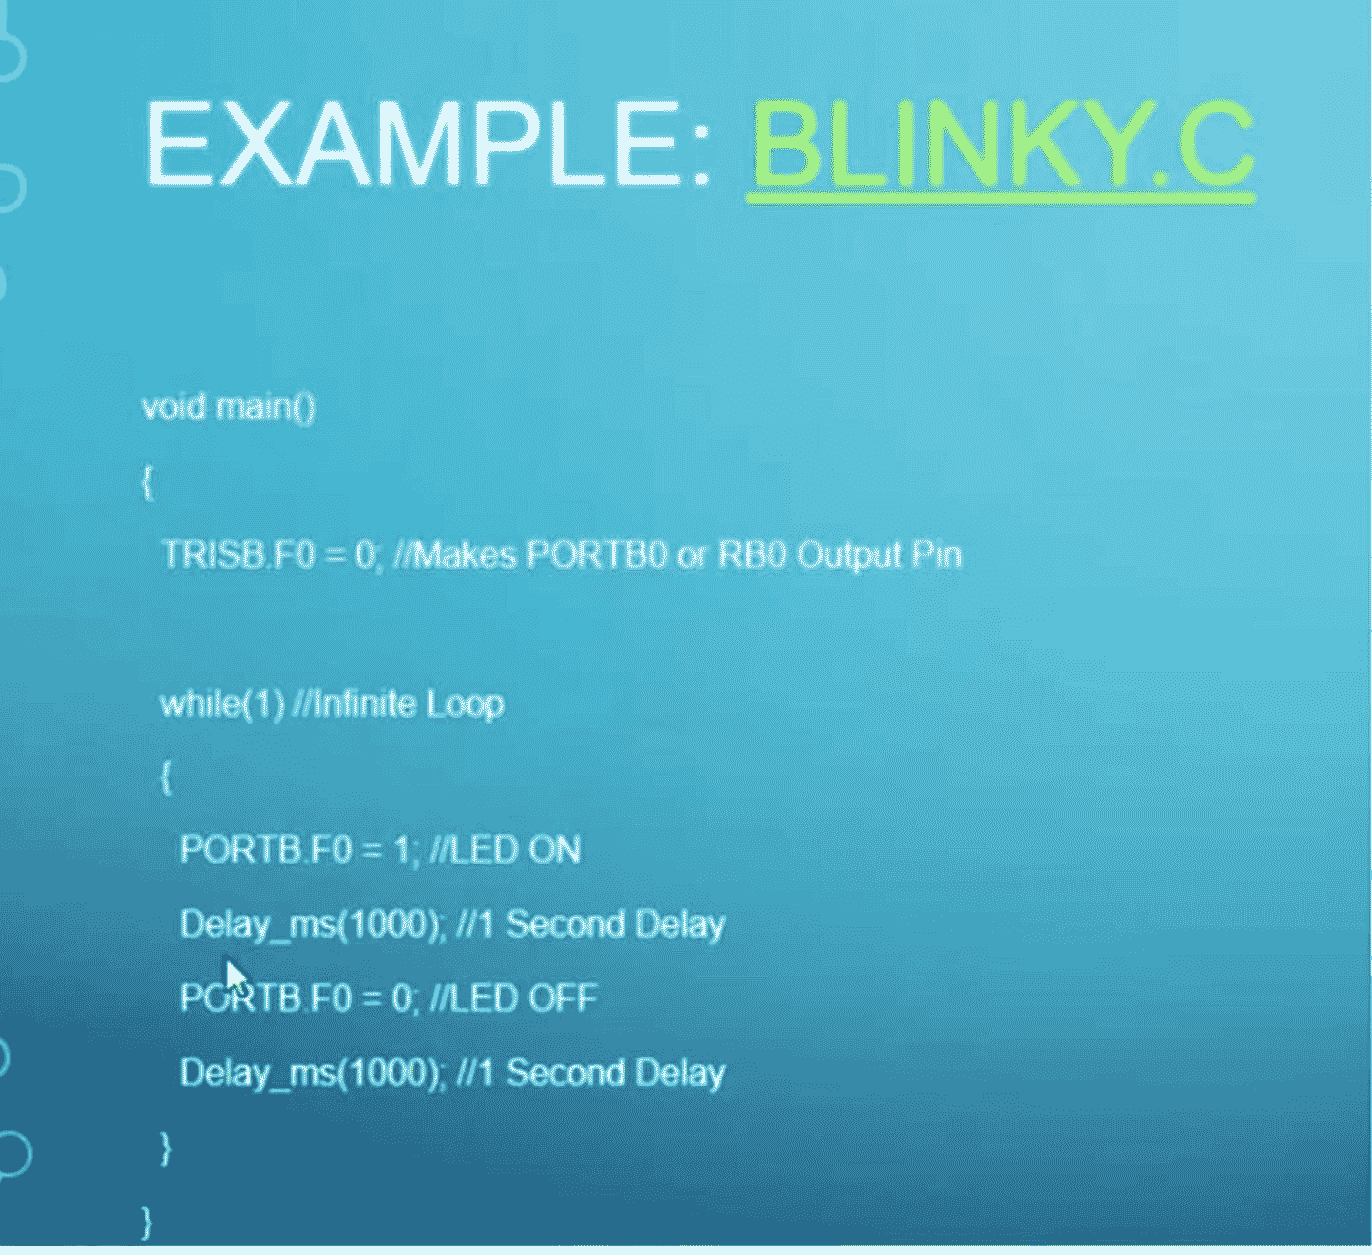 EXAMPLE: BLINKY.C
void main()
{
TRISB.F0 = 0; //Makes PORTB0 or RB0 Output Pin
while(1) //Infinite Loop
{
PORTB.F0 = 1; //LED ON
Delay_ms(1000); //1 Second Delay
PORTB.F0 = 0; //LED OFF
Delay_ms(1000); //1 Second Delay
}
}